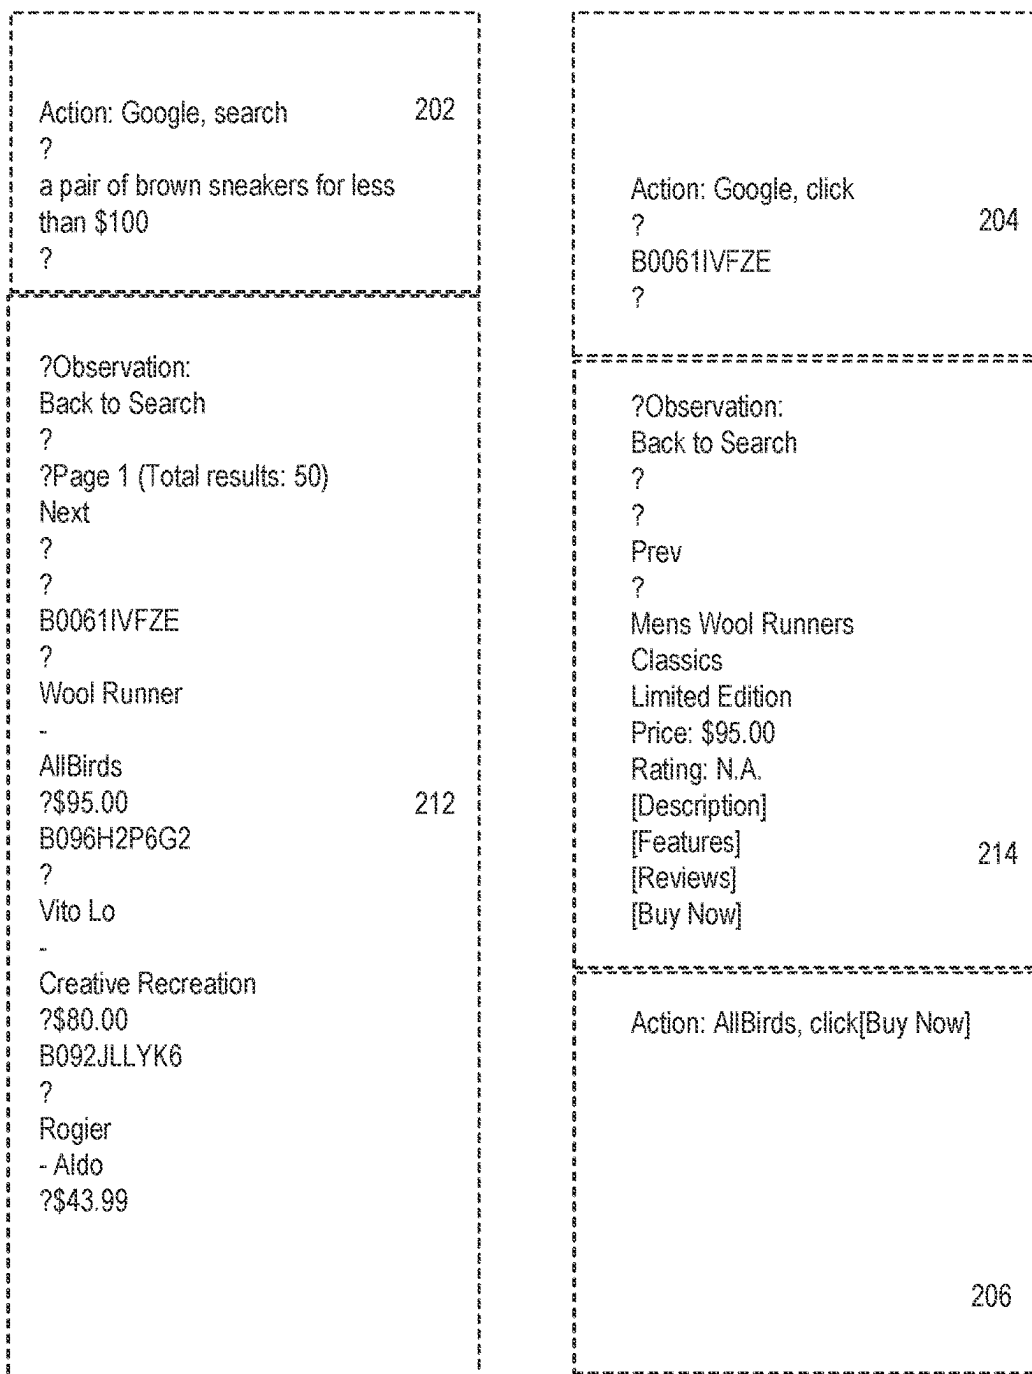 Action: Google, search
202
?
a pair of brown sneakers for less
than $100
?
?Observation:
Back to Search
?
?Page 1 (Total results: 50)
Next
?
?
B0061IVFZE
?
Wool Runner
-
AllBirds
?$95.00
212
B096H2P6G2
?
Vito Lo
-
Creative Recreation
?$80.00
B092JLLYK6
?
Rogier
- Aldo
?$43.99
Action: Google, click
?
204
B0061IVFZE
?
?Observation:
Back to Search
?
?
Prev
?
Mens Wool Runners
Classics
Limited Edition
Price: $95.00
Rating: N.A.
[Description]
[Features]
214
[Reviews]
[Buy Now]
Action: AllBirds, click[Buy Now]
206